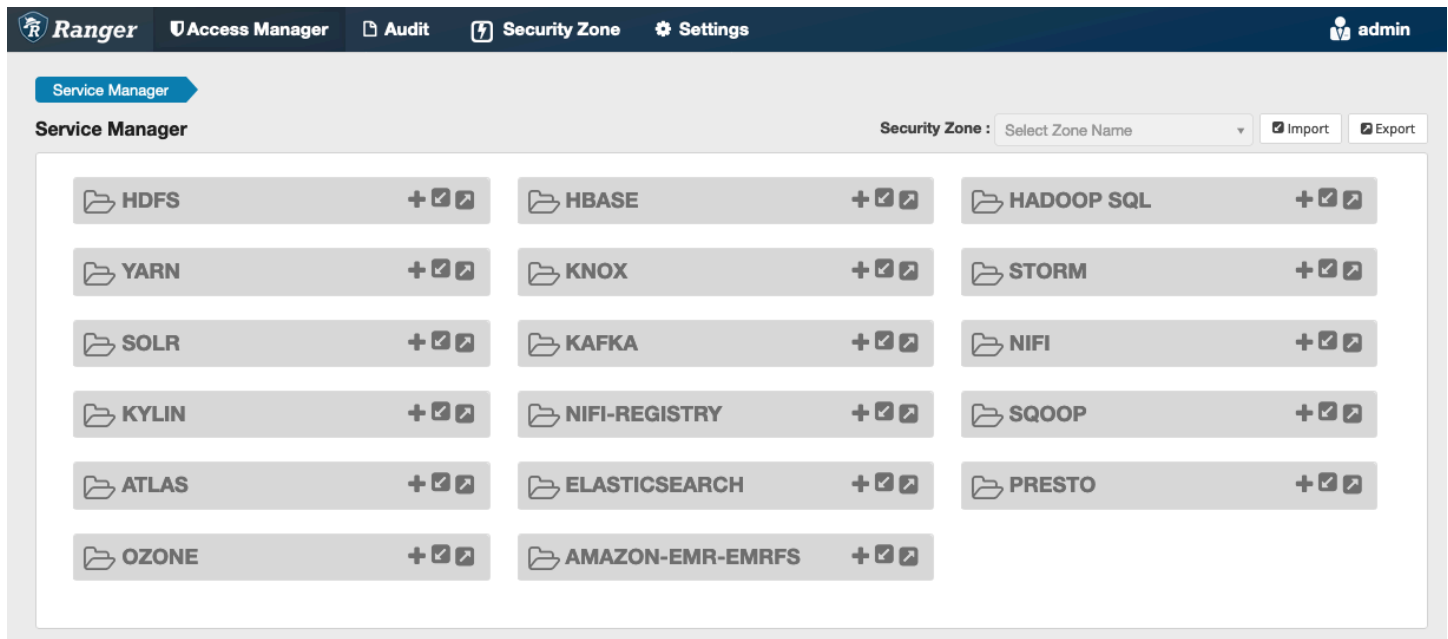 Ranger Access Manager Audit Security Zone Settings admin
Service Manager
Service Manager Security Zone : Select Zone Name Import Export
HDFS HBASE HADOOP SQL
YARN KNOX STORM
SOLR KAFKA NIFI
KYLIN NIFI-REGISTRY SQOOP
ATLAS ELASTICSEARCH PRESTO
OZONE AMAZON-EMR-EMRFS